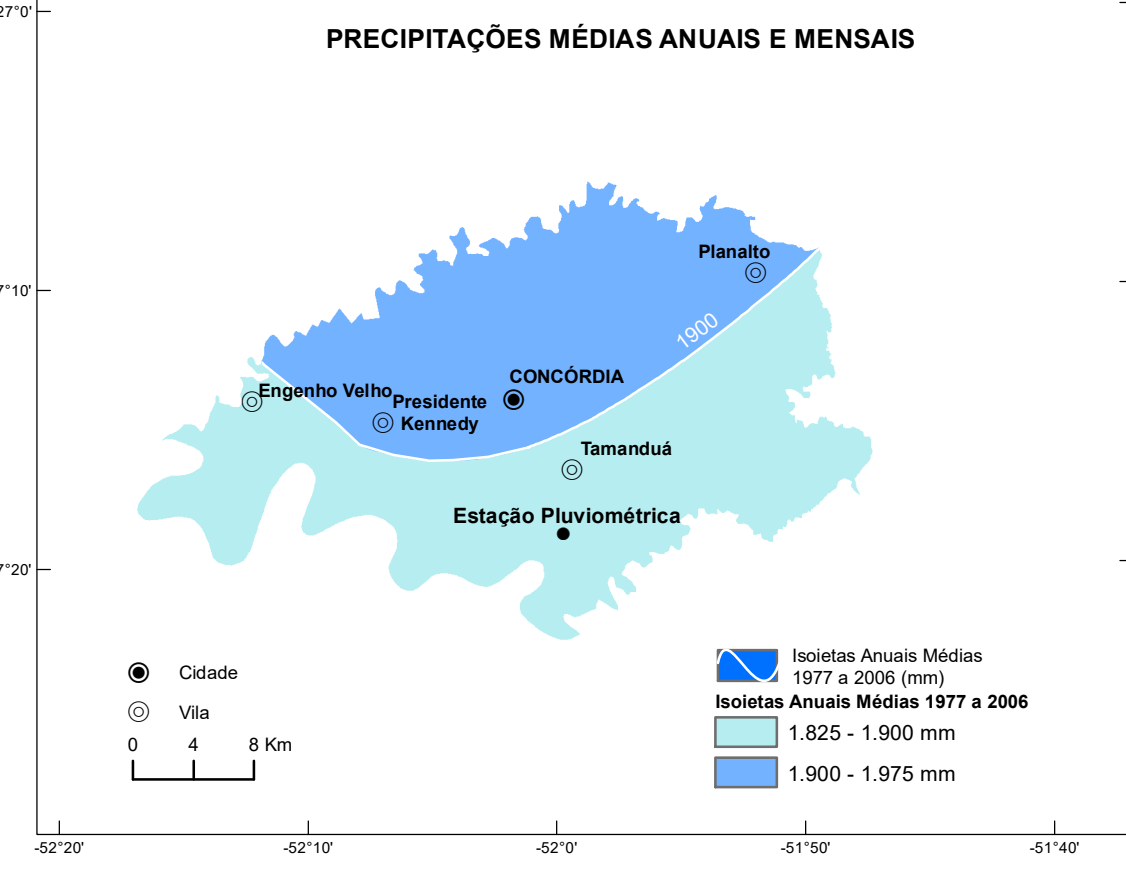 27°0'
PRECIPITAÇÕES MÉDIAS ANUAIS E MENSAIS
Planalto
7°10'
1900
CONCÓRDIA
Engenho Velho
Presidente
Kennedy
Tamanduá
Estação Pluviométrica
7°20'
Cidade
Vila
0 4 8 Km
Isoietas Anuais Médias
1977 a 2006 (mm)
Isoietas Anuais Médias 1977 a 2006
1.825 - 1.900 mm
1.900 - 1.975 mm
-52°20' -52°10' -52°0' -51°50' -51°40'